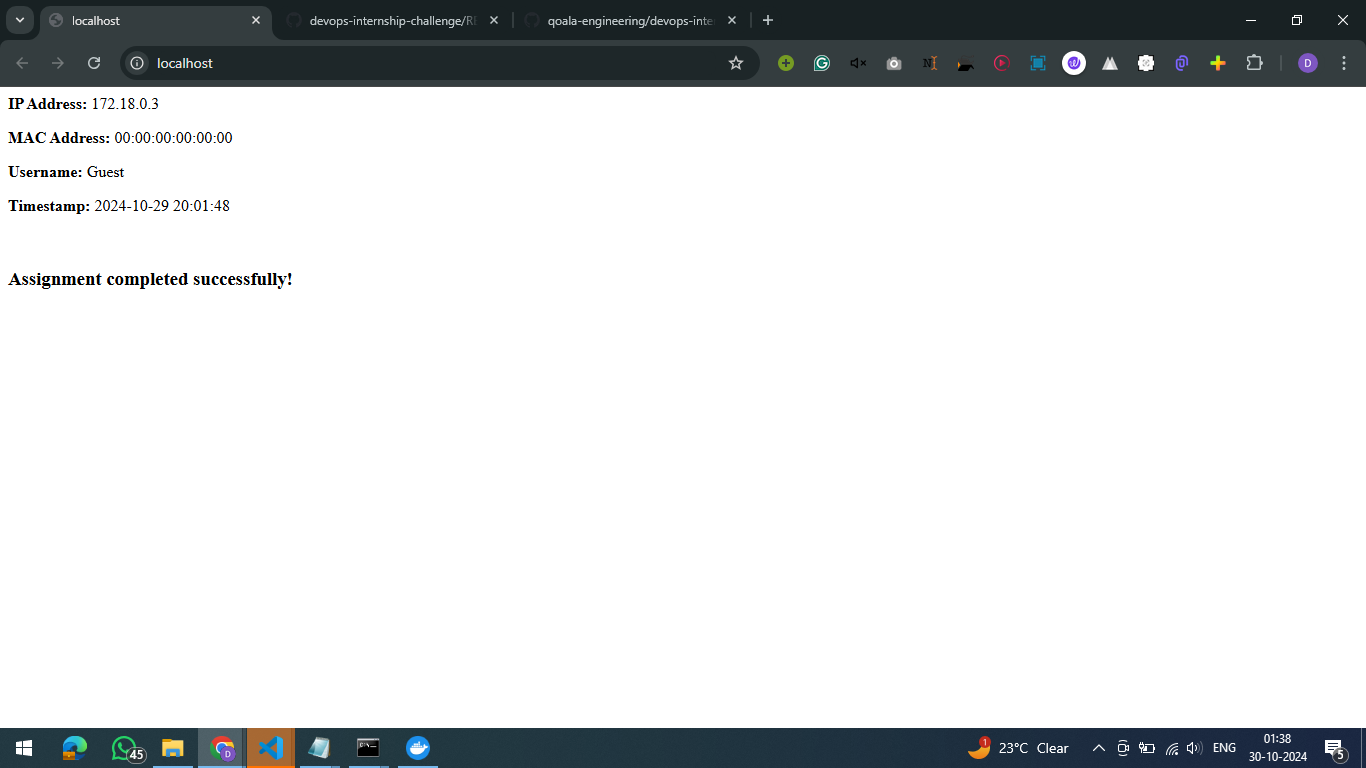 localhost
devops-internship-challenge/RE
qoala-engineering/devops-inte
localhost
D
IP Address: 172.18.0.3
MAC Address: 00:00:00:00:00:00
Username: Guest
Timestamp: 2024-10-29 20:01:48
Assignment completed successfully!
45
D
1
23°C Clear
ENG
01:38
30-10-2024
5